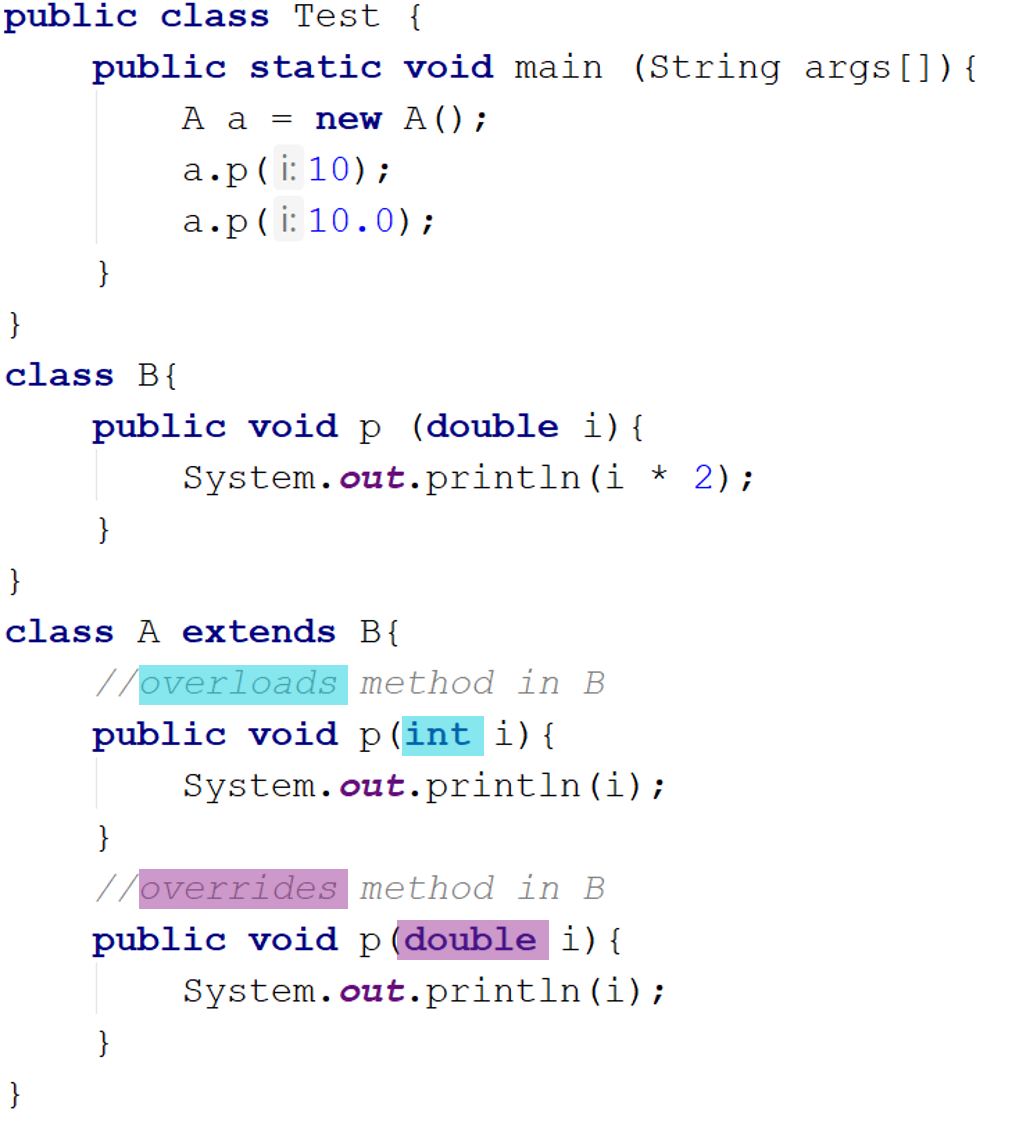 public class Test {
    public static void main (String args[]){
        A a = new A();
        a.p( i: 10);
        a.p( i: 10.0);
    }
}
class B{
    public void p (double i){
        System.out.println(i * 2);
    }
}
class A extends B{
    //overloads method in B
    public void p(int i){
        System.out.println(i);
    }
    //overrides method in B
    public void p(double i){
        System.out.println(i);
    }
}